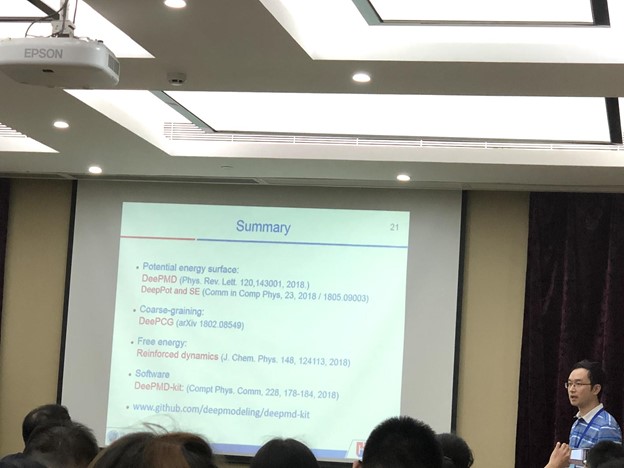 EPSON
Summary
21
• Potential energy surface:
DeePMD (Phys. Rev. Lett. 120,143001, 2018.)
DeepPot and SE (Comm in Comp Phys, 23, 2018 / 1805.09003)
• Coarse-graining:
DeePCG (arXiv 1802.08549)
• Free energy:
Reinforced dynamics (J. Chem. Phys. 148, 124113, 2018)
• Software
DeePMD-kit: (Compt Phys. Comm, 228, 178-184, 2018)
• www.github.com/deepmodeling/deepmd-kit